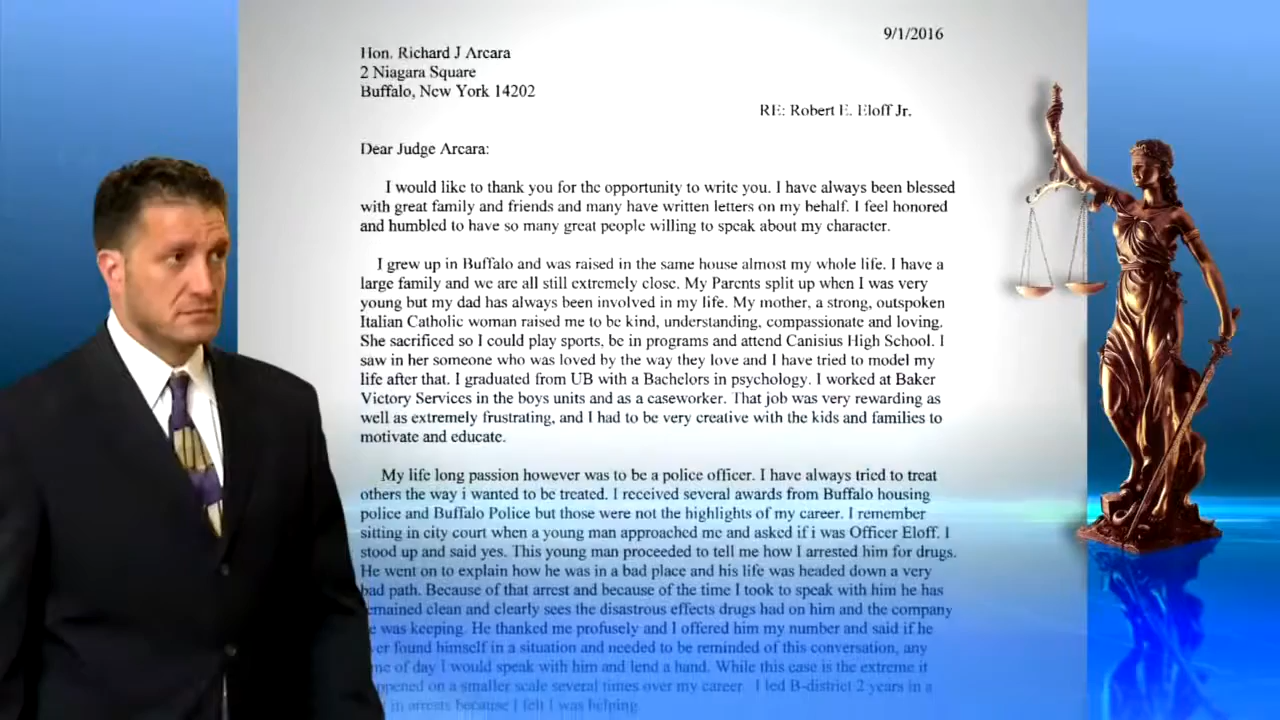 9/1/2016
Hon. Richard J Arcara
2 Niagara Square
Buffalo, New York 14202
RE: Robert E. Eloff Jr.
Dear Judge Arcara:
I would like to thank you for the opportunity to write you. I have always been blessed
with great family and friends and many have written letters on my behalf. I feel honored
and humbled to have so many great people willing to speak about my character.
I grew up in Buffalo and was raised in the same house almost my whole life. I have a
large family and we are all still extremely close. My Parents split up when I was very
young but my dad has always been involved in my life. My mother, a strong, outspoken
Italian Catholic woman raised me to be kind, understanding, compassionate and loving.
She sacrificed so I could play sports, be in programs and attend Canisius High School. I
saw in her someone who was loved by the way they love and I have tried to model my
life after that. I graduated from UB with a Bachelors in psychology. I worked at Baker
Victory Services in the boys units and as a caseworker. That job was very rewarding as
well as extremely frustrating, and I had to be very creative with the kids and families to
motivate and educate.
My life long passion however was to be a police officer. I have always tried to treat
others the way i wanted to be treated. I received several awards from Buffalo housing
police and Buffalo Police but those were not the highlights of my career. I remember
sitting in city court when a young man approached me and asked if i was Officer Eloff. I
stood up and said yes. This young man proceeded to tell me how I arrested him for drugs.
He went on to explain how he was in a bad place and his life was headed down a very
bad path. Because of that arrest and because of the time I took to speak with him he has
emained clean and clearly sees the disastrous effects drugs had on him and the company
e was keeping. He thanked me profusely and I offered him my number and said if he
er found himself in a situation and needed to be reminded of this conversation, any
me of day I would speak with him and lend a hand. While this case is the extreme it
ppened on a smaller scale several times over my career. I led B-district 2 years in a
in arrests because I felt I was helping